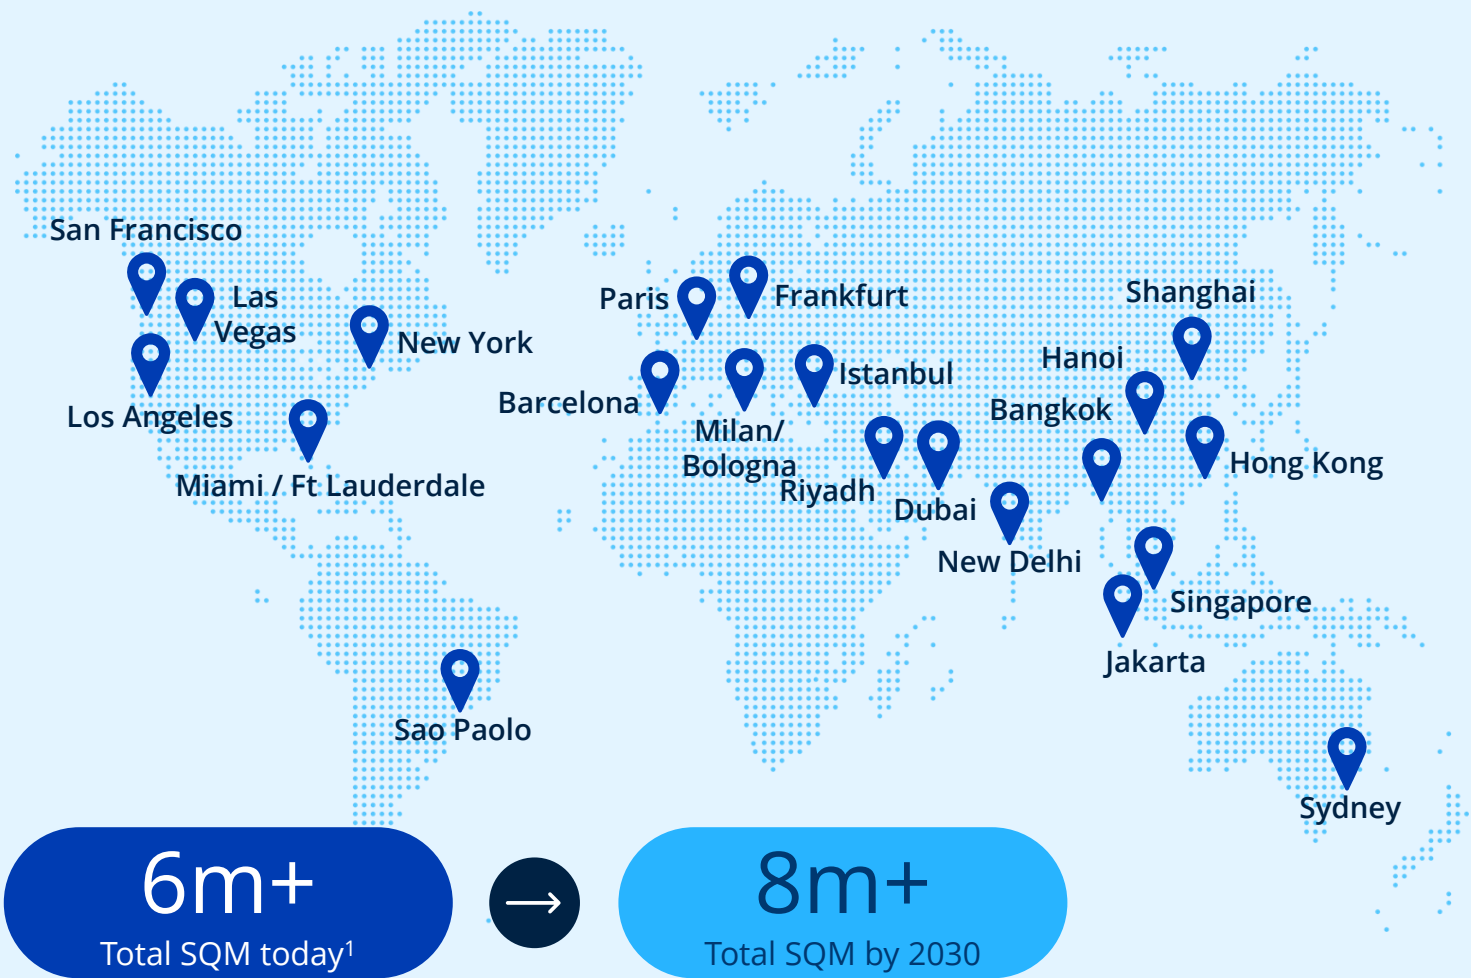 San Francisco
Las
Vegas
New York
Los Angeles
Miami / Ft Lauderdale
Sao Paolo
Paris
Frankfurt
Barcelona
Milan/
Bologna
Istanbul
Riyadh
Dubai
New Delhi
Shanghai
Hanoi
Bangkok
Hong Kong
Singapore
Jakarta
Sydney
6m+
Total SQM today¹
8m+
Total SQM by 2030